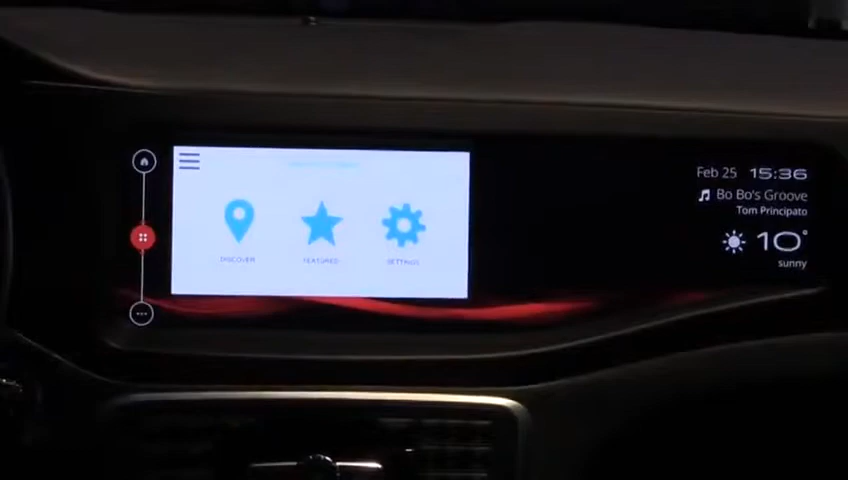 Feb 25 15:36
Bo Bo's Groove
Tom Principato
10°
sunny
DISCOVER
FEATURED
SETTINGS